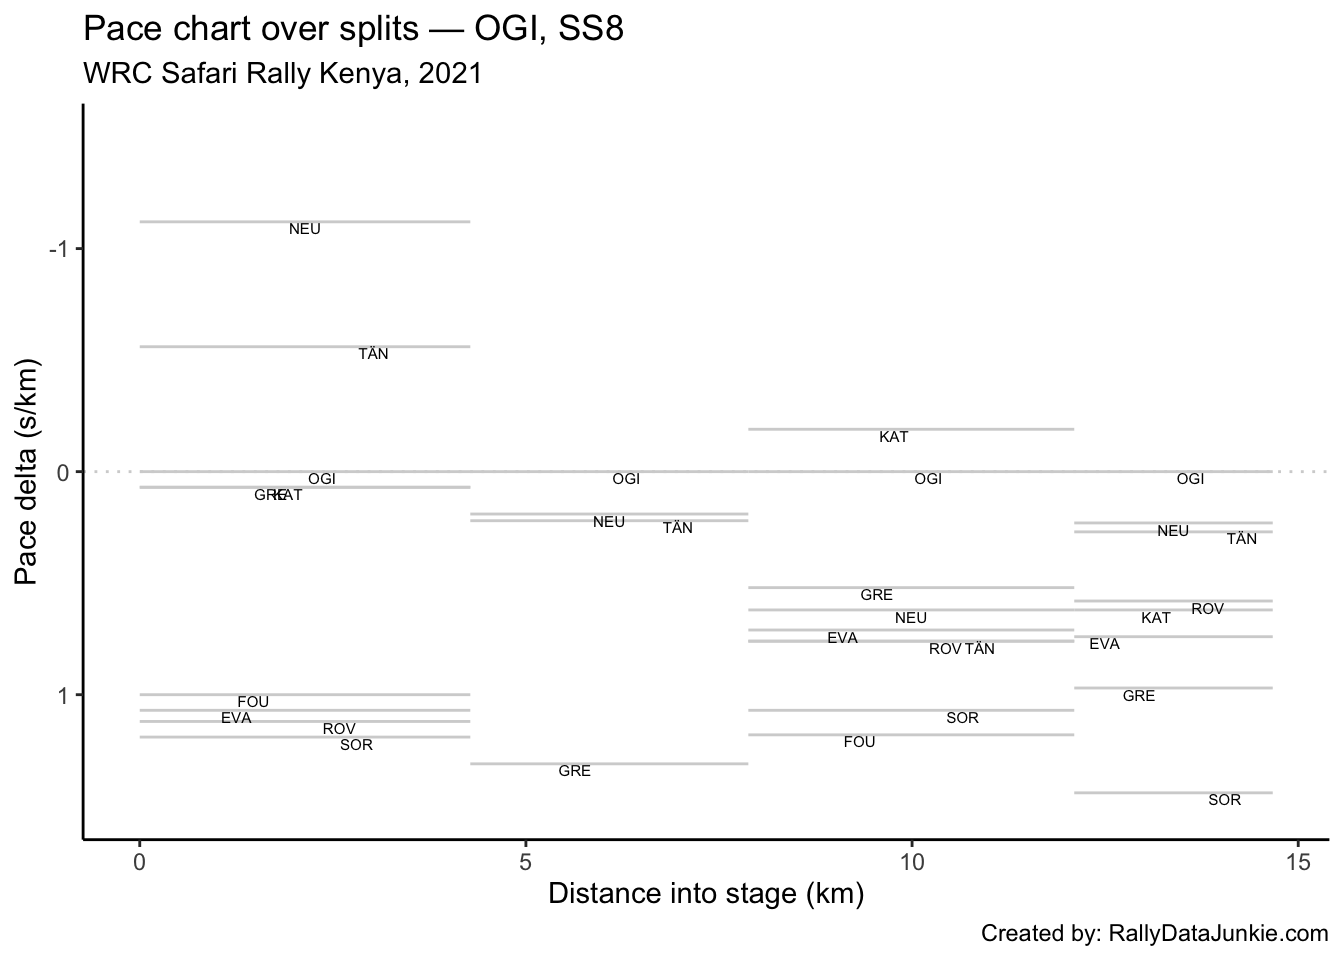 Pace chart over splits — OGI, SS8
WRC Safari Rally Kenya, 2021
NEU
-1
TÄN
KAT
0
OGI OGI OGI OGI
GRE KAT
NEU TÄN
NEU TÄN
GRE
ROV
NEU KAT
EVA EVA
ROV TÄN
GRE
1
FOU
EVA SOR
ROV
SOR FOU
GRE
SOR
Pace delta (s/km)
0 5 10 15
Distance into stage (km)
Created by: RallyDataJunkie.com